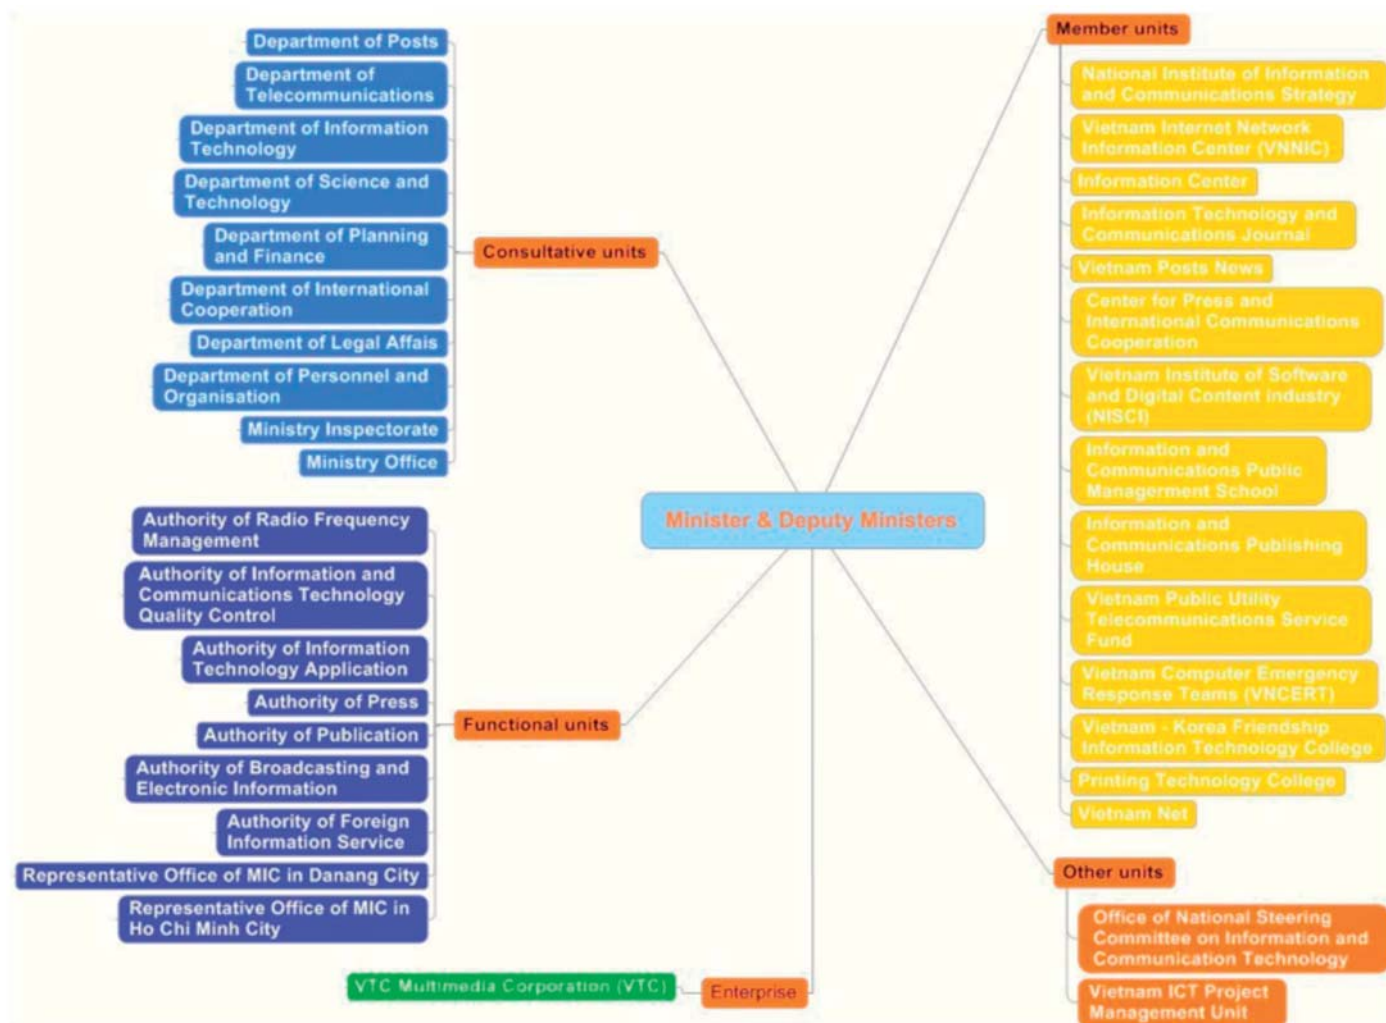 Department of Posts
Department of
Telecommunications
Department of Information
Technology
Department of Science and
Technology
Department of Planning
and Finance
Department of International
Cooperation
Department of Legal Affais
Department of Personnel and
Organisation
Ministry Inspectorate
Ministry Office
Consultative units
Authority of Radio Frequency
Management
Authority of Information and
Communications Technology
Quality Control
Authority of Information
Technology Application
Authority of Press
Authority of Publication
Authority of Broadcasting and
Electronic Information
Authority of Foreign
Information Service
Representative Office of MIC in Danang City
Representative Office of MIC in
Ho Chi Minh City
Functional units
VTC Multimedia Corporation (VTC)
Enterprise
Minister & Deputy Ministers
Member units
National Institute of Information
and Communications Strategy
Vietnam Internet Network
Information Center (VNNIC)
Information Center
Information Technology and
Communications Journal
Vietnam Posts News
Center for Press and
International Communications
Cooperation
Vietnam Institute of Software
and Digital Content industry
(NISCI)
Information and
Communications Public
Managerment School
Information and
Communications Publishing
House
Vietnam Public Utility
Telecommunications Service
Fund
Vietnam Computer Emergency
Response Teams (VNCERT)
Vietnam - Korea Friendship
Information Technology College
Printing Technology College
Vietnam Net
Other units
Office of National Steering
Committee on Information and
Communication Technology
Vietnam ICT Project
Management Unit